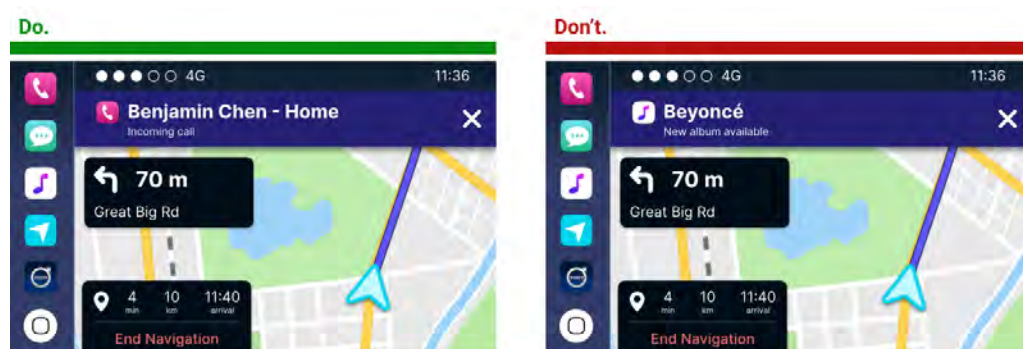 Do.
4G 11:36
Benjamin Chen - Home
Incoming call
70 m
Great Big Rd
4 10 11:40
min km arrival
End Navigation
Don't.
4G 11:36
Beyoncé
New album available
70 m
Great Big Rd
4 10 11:40
min km arrival
End Navigation